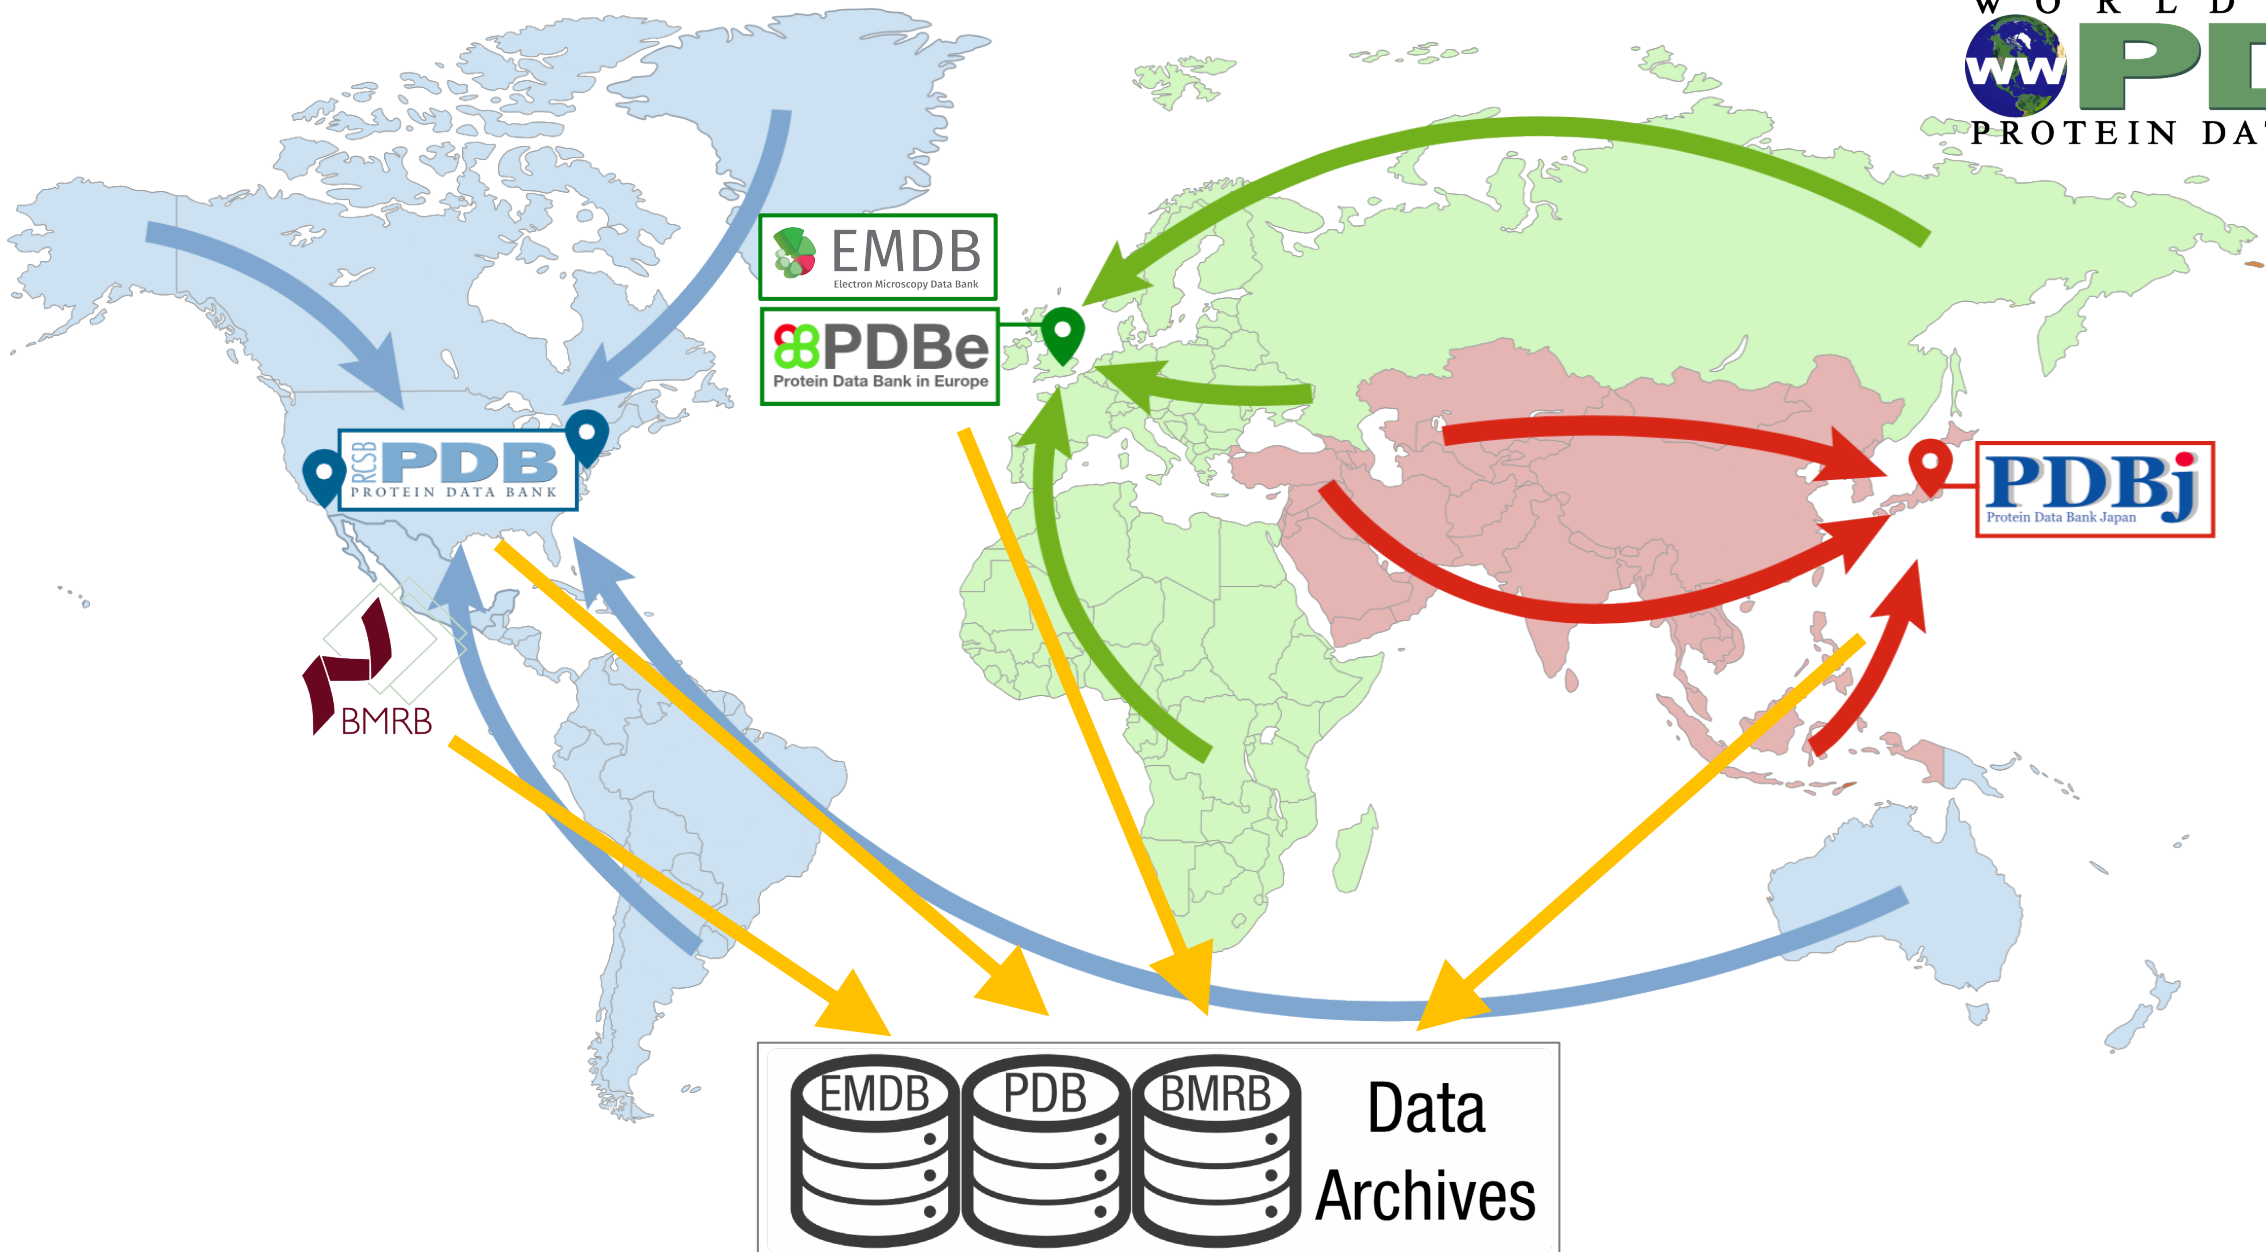 WORLD
ww PD
PROTEIN DA
EMDB
Electron Microscopy Data Bank
PDBe
Protein Data Bank in Europe
RCSB
PDB
PROTEIN DATA BANK
PDBj
Protein Data Bank Japan
BMRB
EMDB
PDB
BMRB
Data
Archives